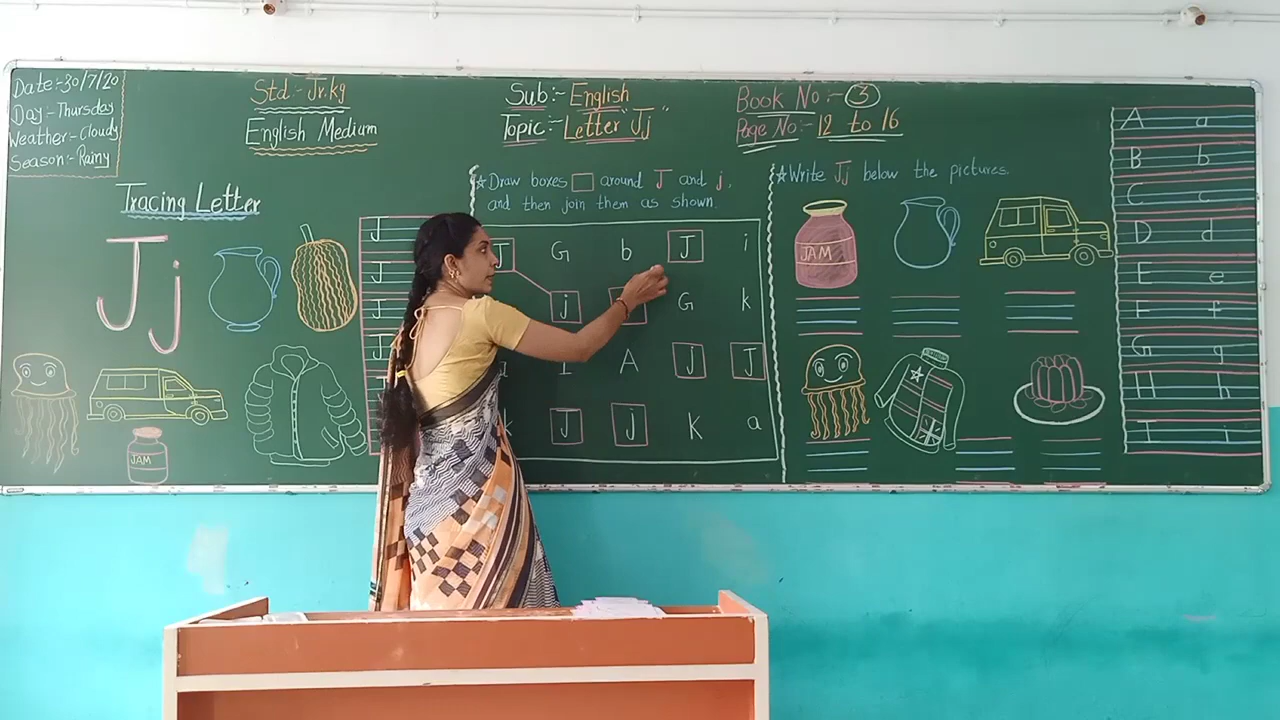 Date:-30/7/20
Day:-Thursday
Weather-Cloudy
Season:-Rainy
Std.-Jr.kg
English Medium
Sub:-English
Topic:-Letter "Jj"
Book No:-3
Page No:-12 to 16
Tracing Letter
J j
JAM
J
J
J
J
☆Draw boxes □ around J and j,
and then join them as shown.
J G b J i
j G k
I A J J
k J j K a
☆Write Jj below the pictures.
JAM
A a
B b
C c
D d
E e
F f
G g
H h
I i